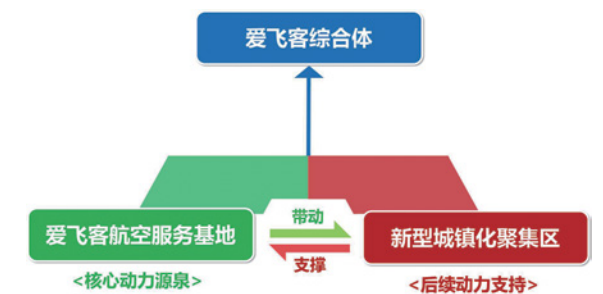 爱飞客综合体
带动
爱飞客航空服务基地
新型城镇化聚集区
支撑
<核心动力源泉>
<后续动力支持>